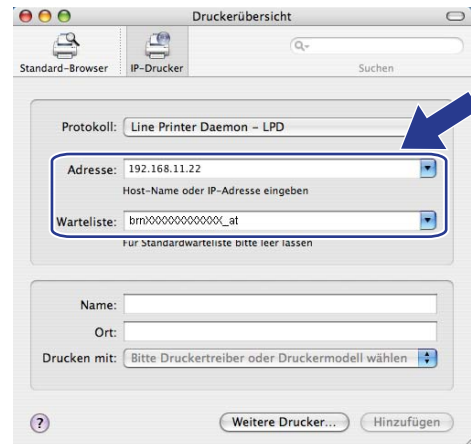 Druckerübersicht
Standard-Browser
IP-Drucker
Suchen
Protokoll: Line Printer Daemon – LPD
Adresse: 192.168.11.22
Host-Name oder IP-Adresse eingeben
Warteliste: brnXXXXXXXXXXXX_at
Für Standardwarteliste bitte leer lassen
Name:
Ort:
Drucken mit: Bitte Druckertreiber oder Druckermodell wählen
? Weitere Drucker... Hinzufügen